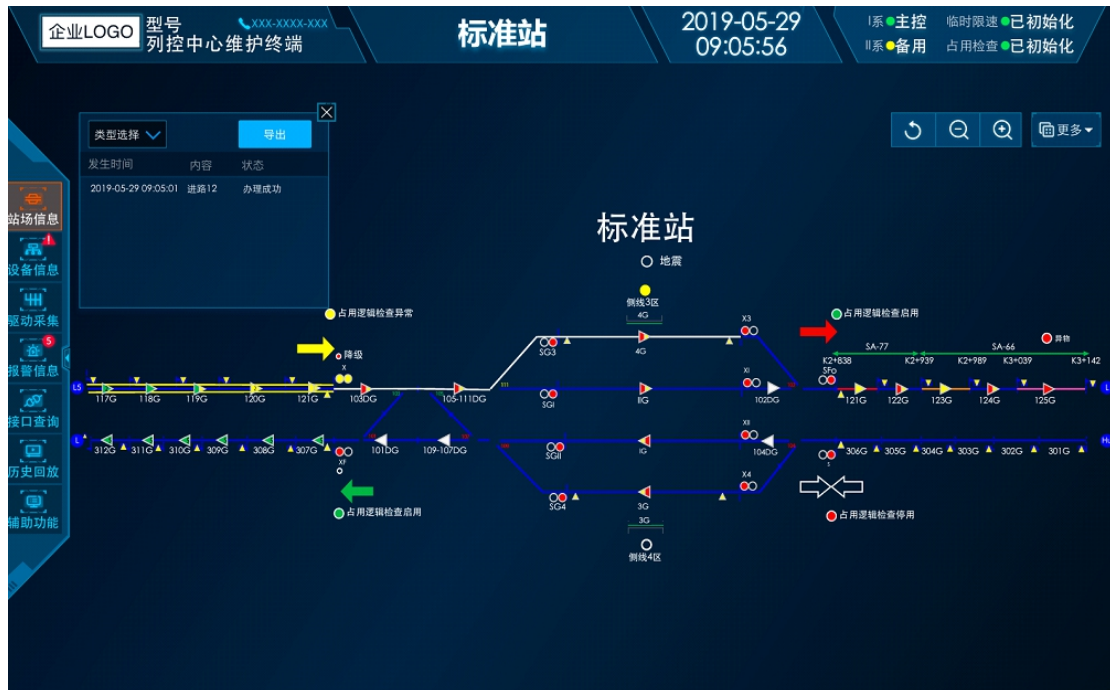 企业LOGO
型号
列控中心维护终端
XXX-XXXX-XXX
标准站
2019-05-29
09:05:56
I系 主控 临时限速 已初始化
II系 备用 占用检查 已初始化
类型选择 导出
发生时间 内容 状态
2019-05-29 09:05:01 进路12 办理成功
更多
站场信息
设备信息
驱动采集
报警信息
5
接口查询
历史回放
辅助功能
标准站
地震
侧线3区
4G
占用逻辑检查异常
占用逻辑检查启用
降级
X
X3
SG3
4G
SA-77 SA-66
异物
K2+838 K2+939 K2+989 K3+039 K3+142
SFo
LS
117G 118G 119G 120G 121G 103DG 105-111DG
SGI IIG XI 102DG
121G 122G 123G 124G 125G
L
312G 311G 310G 309G 308G 307G
XF
101DG 109-107DG
SGII IG XII 104DG
S
306G 305G 304G 303G 302G 301G
SG4 3G X4
占用逻辑检查启用
占用逻辑检查停用
3G
侧线4区